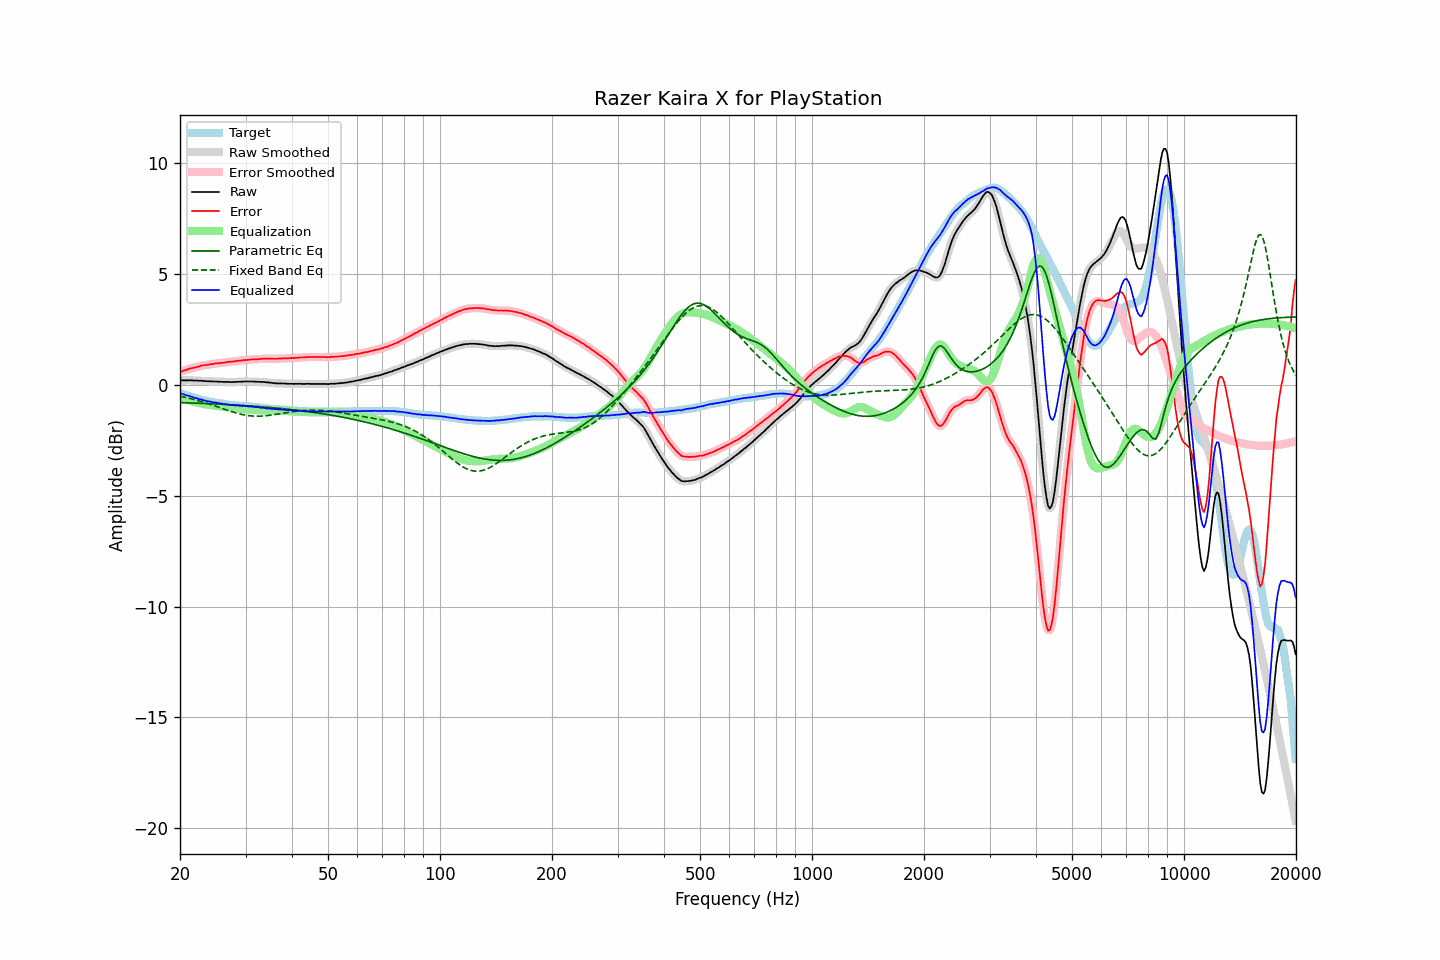 Razer Kaira X for PlayStation
Target
Raw Smoothed
Error Smoothed
Raw
Error
Equalization
Parametric Eq
Fixed Band Eq
Equalized
10
5
0
−5
−10
−15
−20
Amplitude (dBr)
20
50
100
200
500
1000
2000
5000
10000
20000
Frequency (Hz)